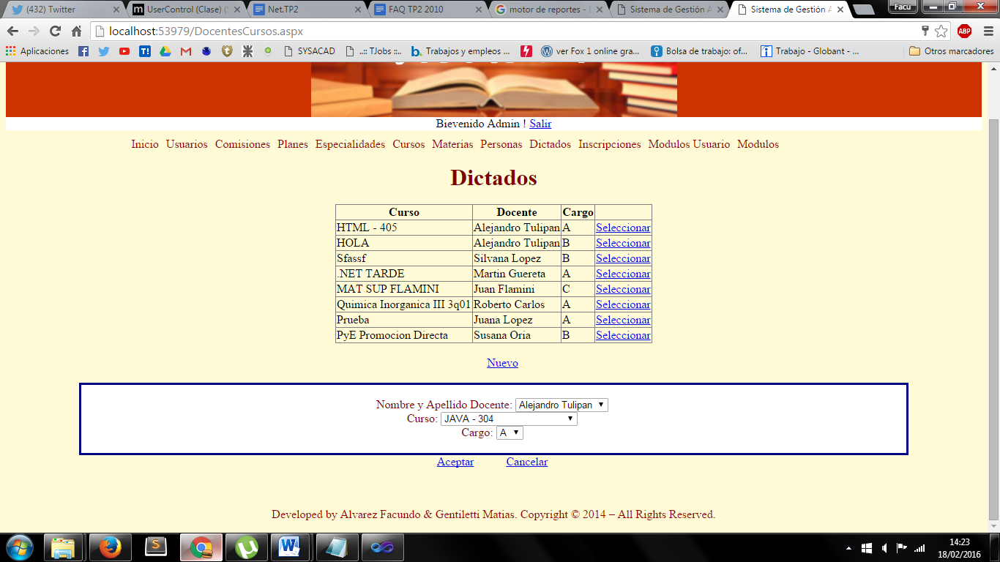 (432) Twitter
UserControl (Clase) (
Net.TP2
FAQ TP2 2010
motor de reportes -
Sistema de Gestión A
Sistema de Gestión A
Facu
localhost:53979/DocentesCursos.aspx
ABP
Aplicaciones
T!
SYSACAD
..:: TJobs ::..
b.
Trabajos y empleos ...
ver Fox 1 online gra...
Bolsa de trabajo: of...
Trabajo - Globant - ...
Otros marcadores
Bievenido Admin ! Salir
Inicio Usuarios Comisiones Planes Especialidades Cursos Materias Personas Dictados Inscripciones Modulos Usuario Modulos
Dictados
Curso Docente Cargo
HTML - 405 Alejandro Tulipan A Seleccionar
HOLA Alejandro Tulipan B Seleccionar
Sfassf Silvana Lopez B Seleccionar
.NET TARDE Martin Guereta A Seleccionar
MAT SUP FLAMINI Juan Flamini C Seleccionar
Quimica Inorganica III 3q01 Roberto Carlos A Seleccionar
Prueba Juana Lopez A Seleccionar
PyE Promocion Directa Susana Oria B Seleccionar
Nuevo
Nombre y Apellido Docente: Alejandro Tulipan
Curso: JAVA - 304
Cargo: A
Aceptar Cancelar
Developed by Alvarez Facundo & Gentiletti Matias. Copyright © 2014 – All Rights Reserved.
14:23
18/02/2016